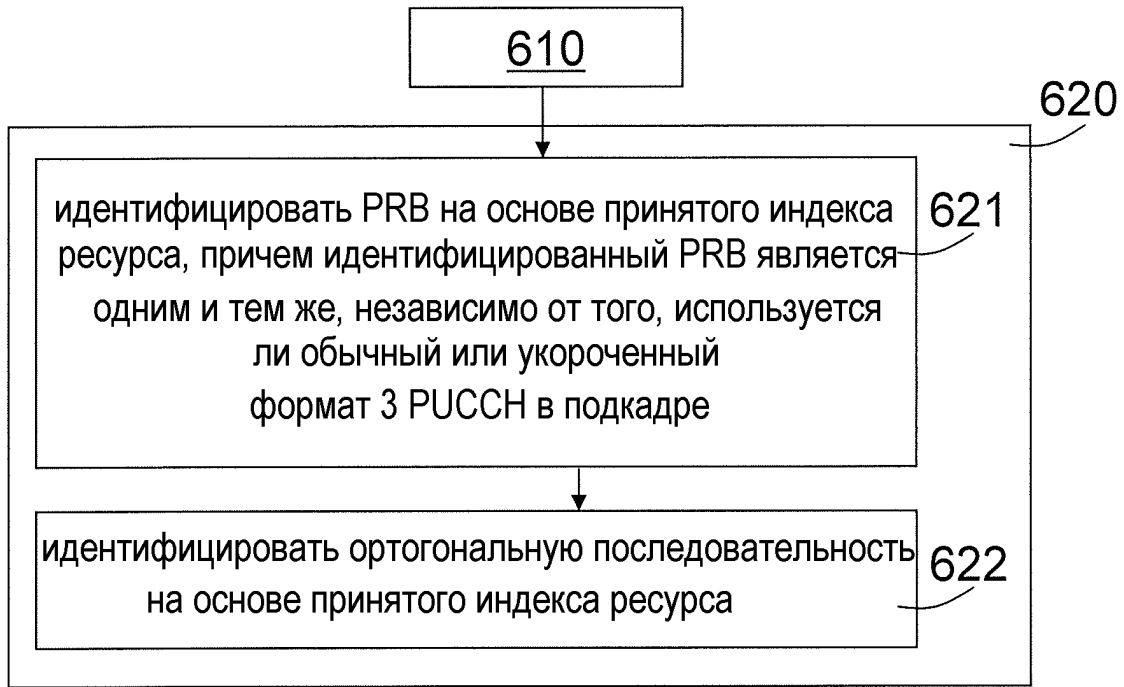 610
620
идентифицировать PRB на основе принятого индекса
621
ресурса, причем идентифицированный PRB является
одним и тем же, независимо от того, используется
ли обычный или укороченный
формат 3 PUCCH в подкадре
идентифицировать ортогональную последовательность
622
на основе принятого индекса ресурса